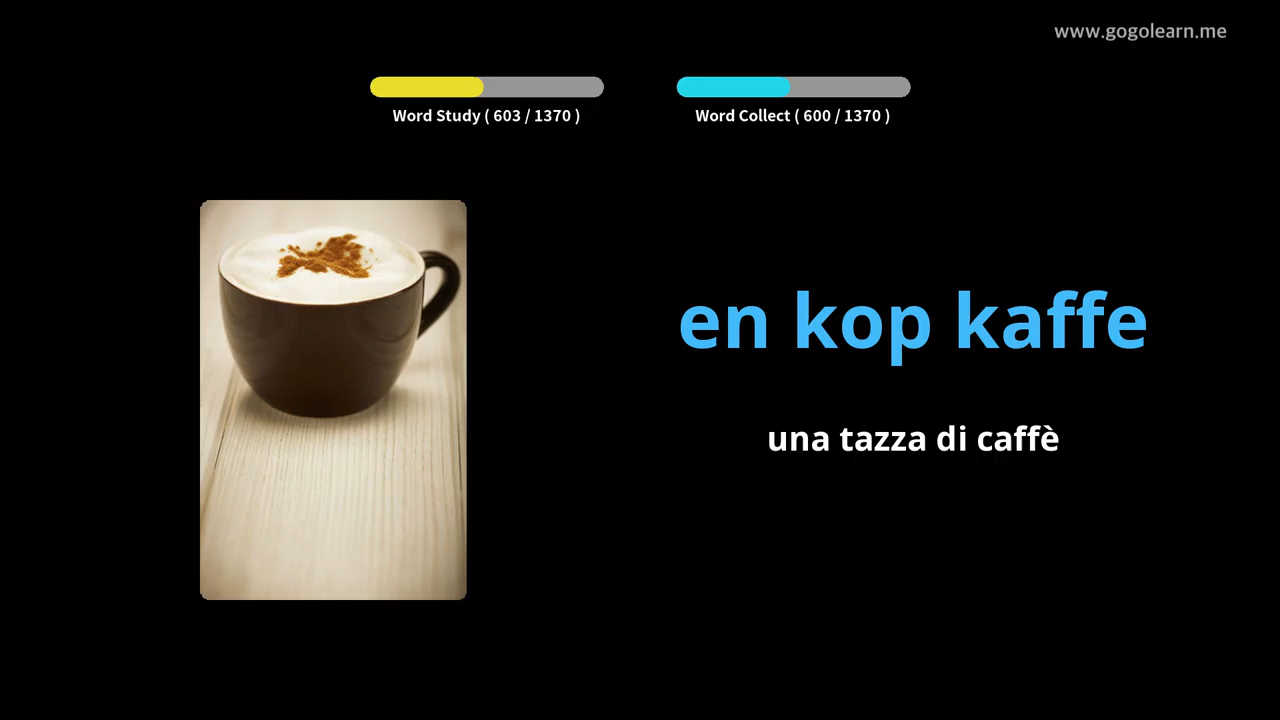 www.gogolearn.me
Word Study ( 603 / 1370 )
Word Collect ( 600 / 1370 )
en kop kaffe
una tazza di caffè